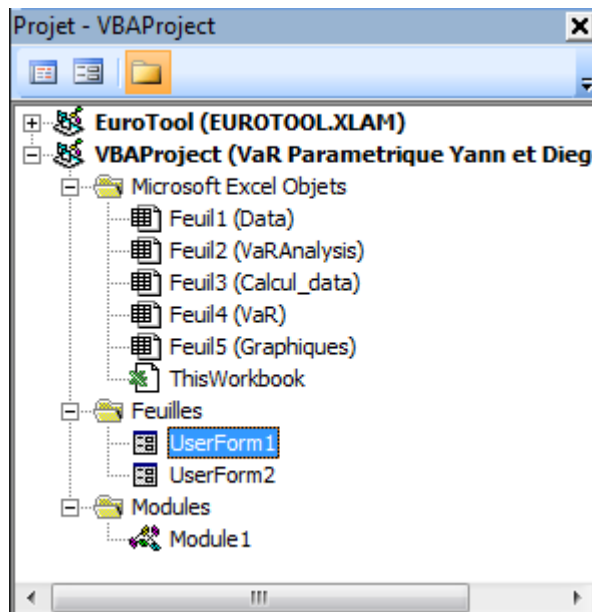 Projet - VBAProject
EuroTool (EUROTOOL.XLAM)
VBAProject (VaR Parametrique Yann et Dieg
Microsoft Excel Objets
Feuil1 (Data)
Feuil2 (VaRAnalysis)
Feuil3 (Calcul_data)
Feuil4 (VaR)
Feuil5 (Graphiques)
ThisWorkbook
Feuilles
UserForm1
UserForm2
Modules
Module1